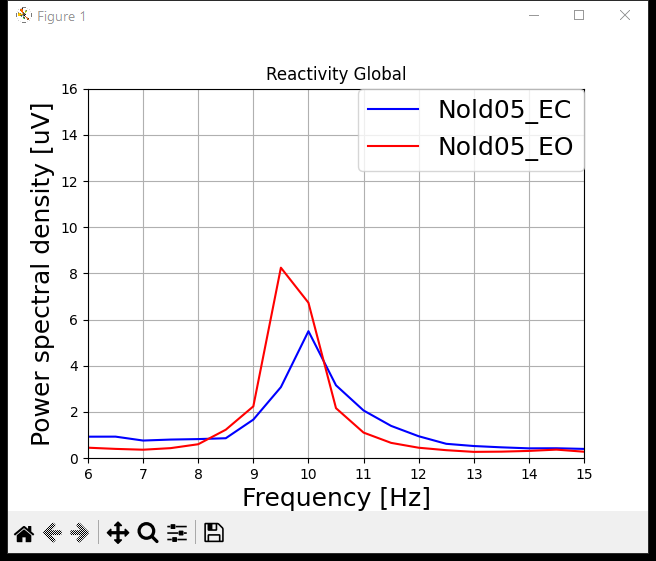 Figure 1
Reactivity Global
Nold05_EC
Nold05_EO
Power spectral density [uV]
16
14
12
10
8
6
4
2
0
6 7 8 9 10 11 12 13 14 15
Frequency [Hz]